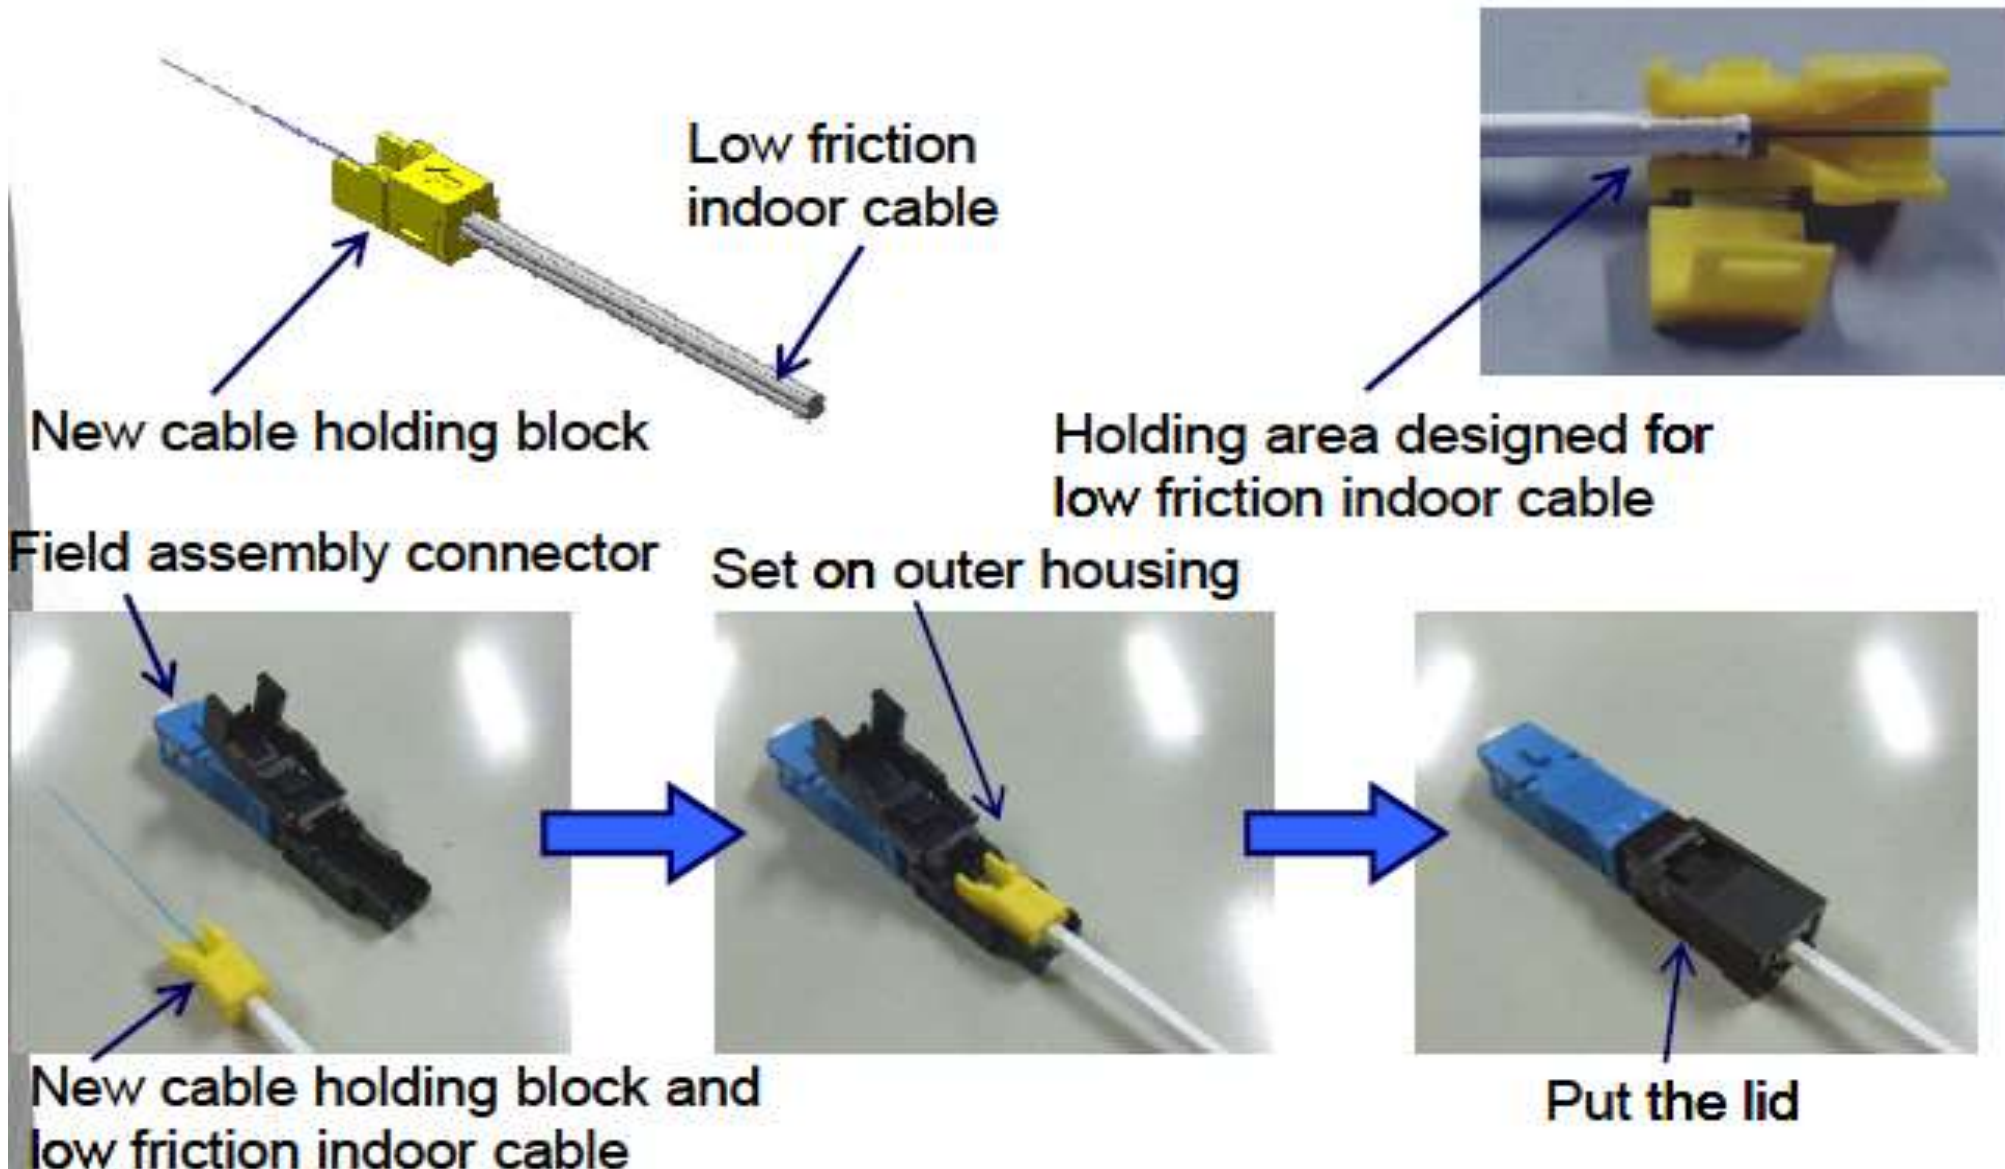 Low friction
indoor cable
New cable holding block
Holding area designed for
low friction indoor cable
Field assembly connector
Set on outer housing
New cable holding block and
low friction indoor cable
Put the lid